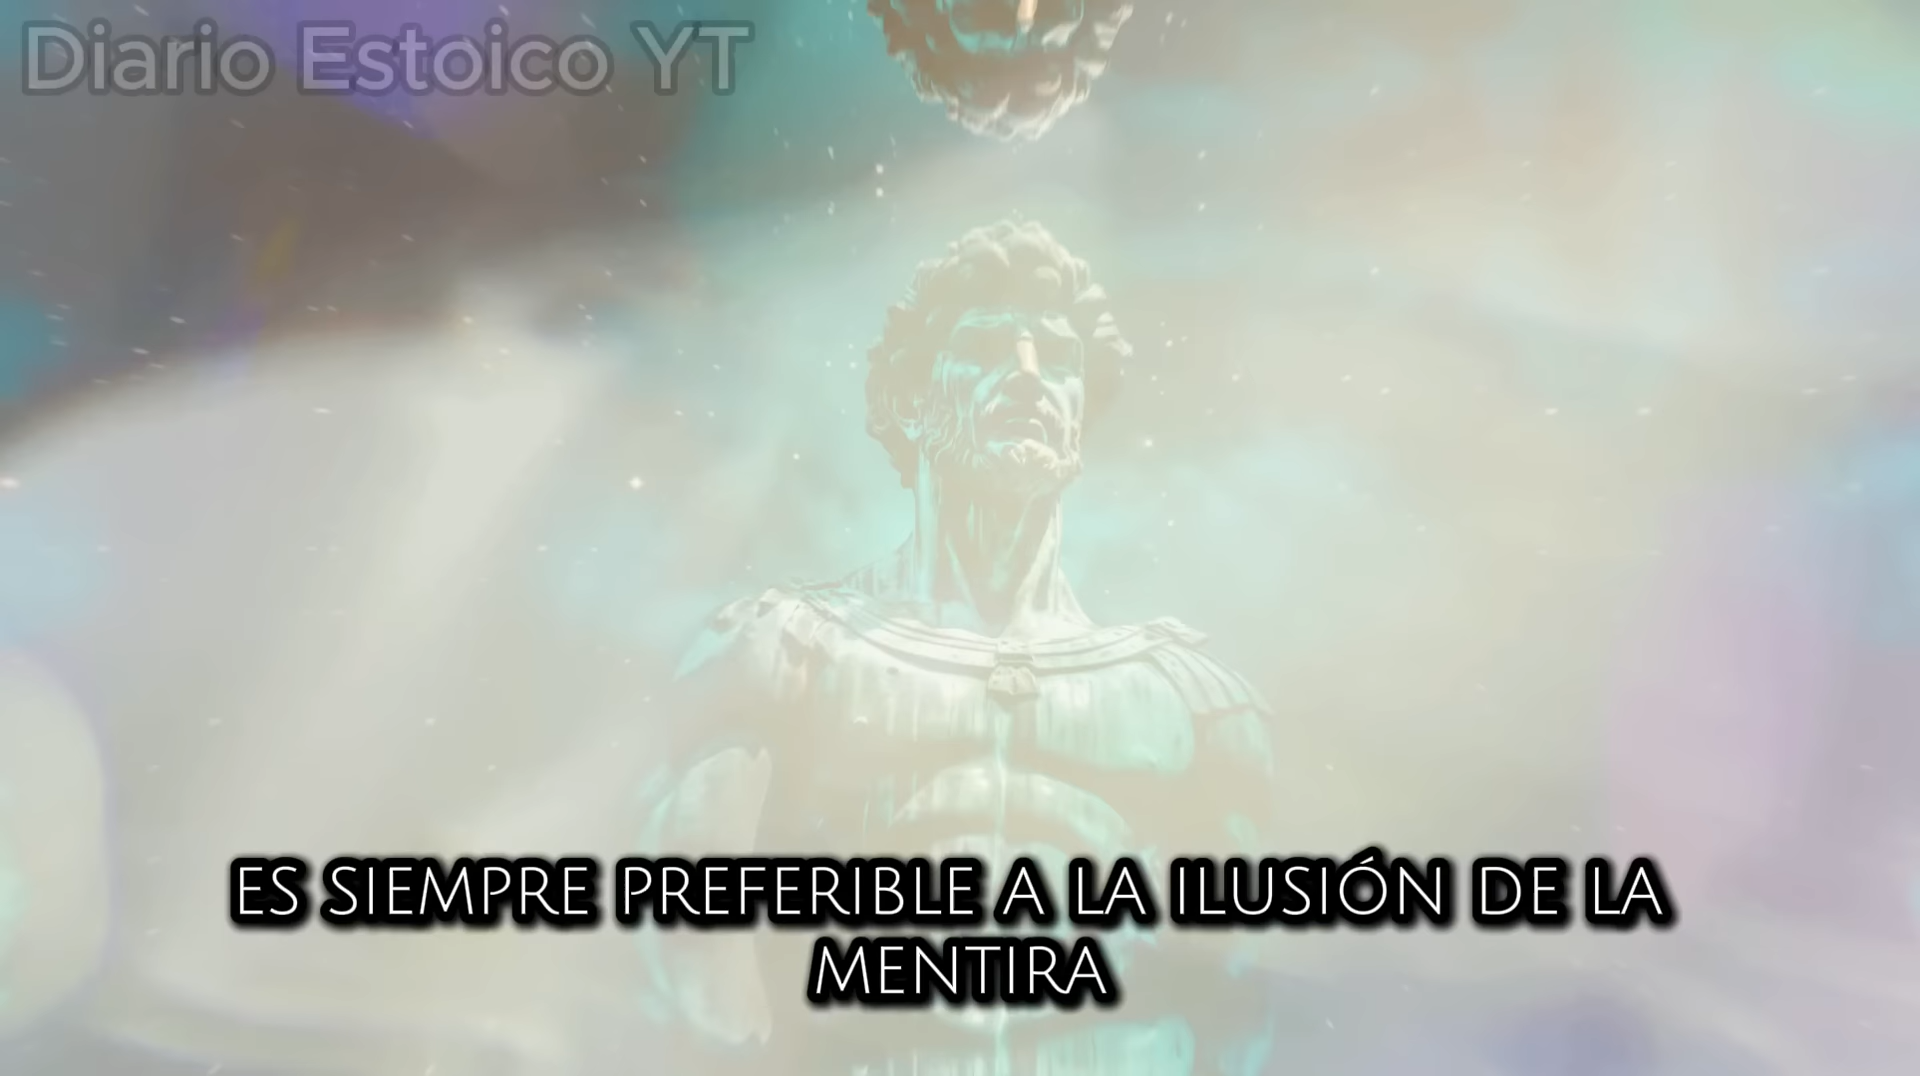 Diario Estoico YT
ES SIEMPRE PREFERIBLE A LA ILUSIÓN DE LA
MENTIRA